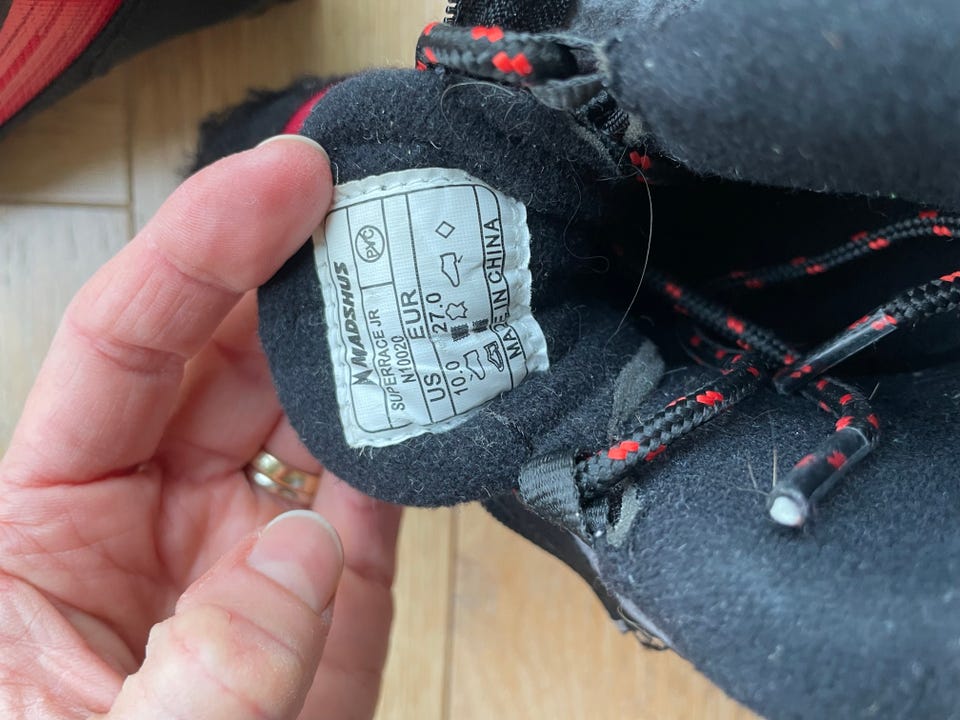 MADSHUS
SUPERRACE JR
PVC
N10020
US EUR
10,0 27,0
MADE IN CHINA